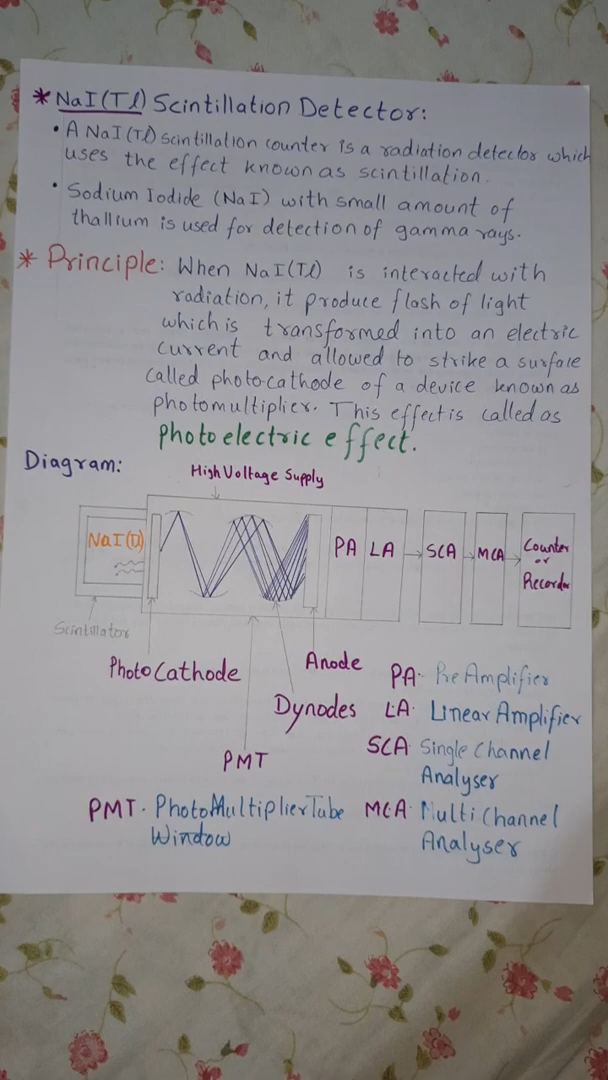 * NaI(Tl) Scintillation Detector:
• A NaI(Tl) scintillation counter is a radiation detector which
uses the effect known as scintillation.
• Sodium Iodide (NaI) with small amount of
thallium is used for detection of gamma rays.
* Principle: When NaI(Tl) is interacted with
radiation, it produce flash of light
which is transformed into an electric
current and allowed to strike a surface
called photocathode of a device known as
photomultiplier. This effect is called as
photoelectric effect.
Diagram:
High Voltage Supply
NaI(Tl)
PA
LA
SCA
MCA
Counter
or
Recorder
Scintillator
PhotoCathode
Anode
Dynodes
PMT
PA- Pre Amplifier
LA- Linear Amplifier
SCA- Single Channel
Analyser
PMT- PhotoMultiplierTube
Window
MCA- Multi Channel
Analyser